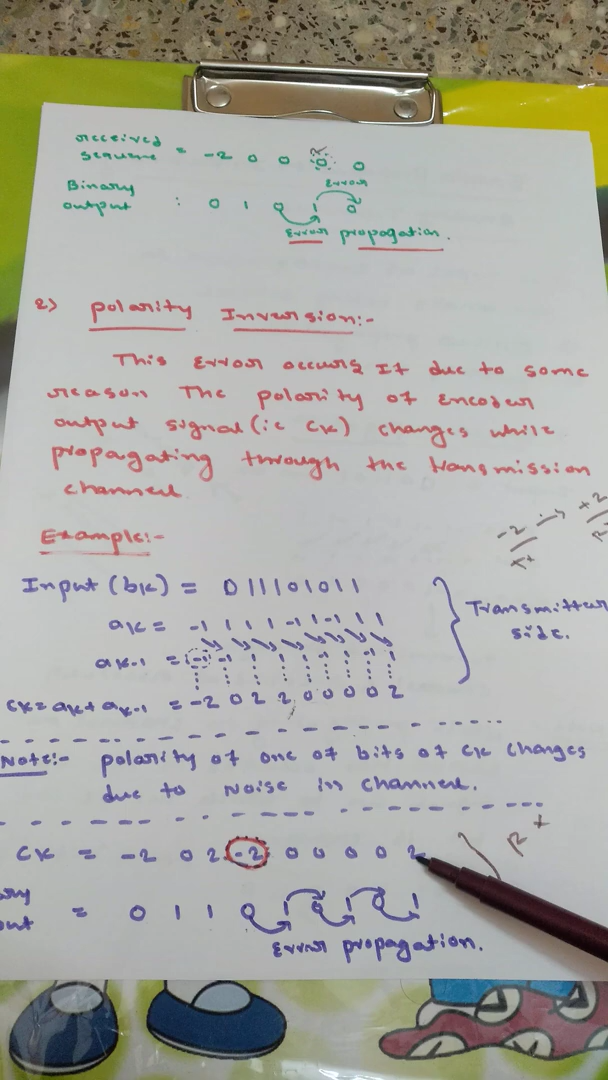 received
sequence = -2 0 0 0 0
Error
Binary
output : 0 1 0 1 0
Error propagation.
2) Polarity Inversion:-
This Error occurs If due to some
reason The polarity of Encoder
output signal (ie CK) changes while
propagating through the transmission
channel
Example:-
-2 → +2
Input (bK) = 0 1 1 1 0 1 0 1 1
aK = -1 1 1 1 -1 1 -1 1 1
aK-1 = -1 -1 1 1 1 -1 1 -1 1
CK = aK + aK-1 = -2 0 2 2 0 0 0 0 2
Transmitter
side.
Note:- polarity of one of bits of CK changes
due to Noise in channel.
CK = -2 0 2 -2 0 0 0 0 2
out = 0 1 1 0 1 0 1 0 1
Error propagation.